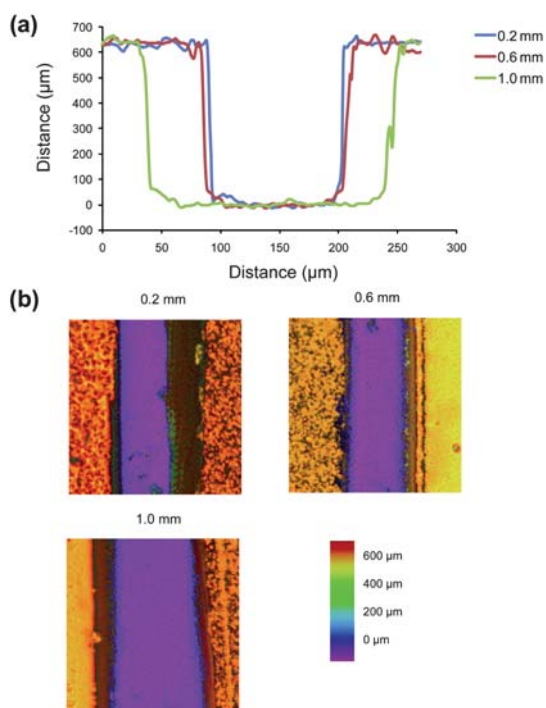 (a)
700
600
500
400
300
200
100
0
-100
Distance (µm)
0 50 100 150 200 250 300
Distance (µm)
0.2 mm
0.6 mm
1.0 mm
(b)
0.2 mm 0.6 mm
1.0 mm
600 µm
400 µm
200 µm
0 µm